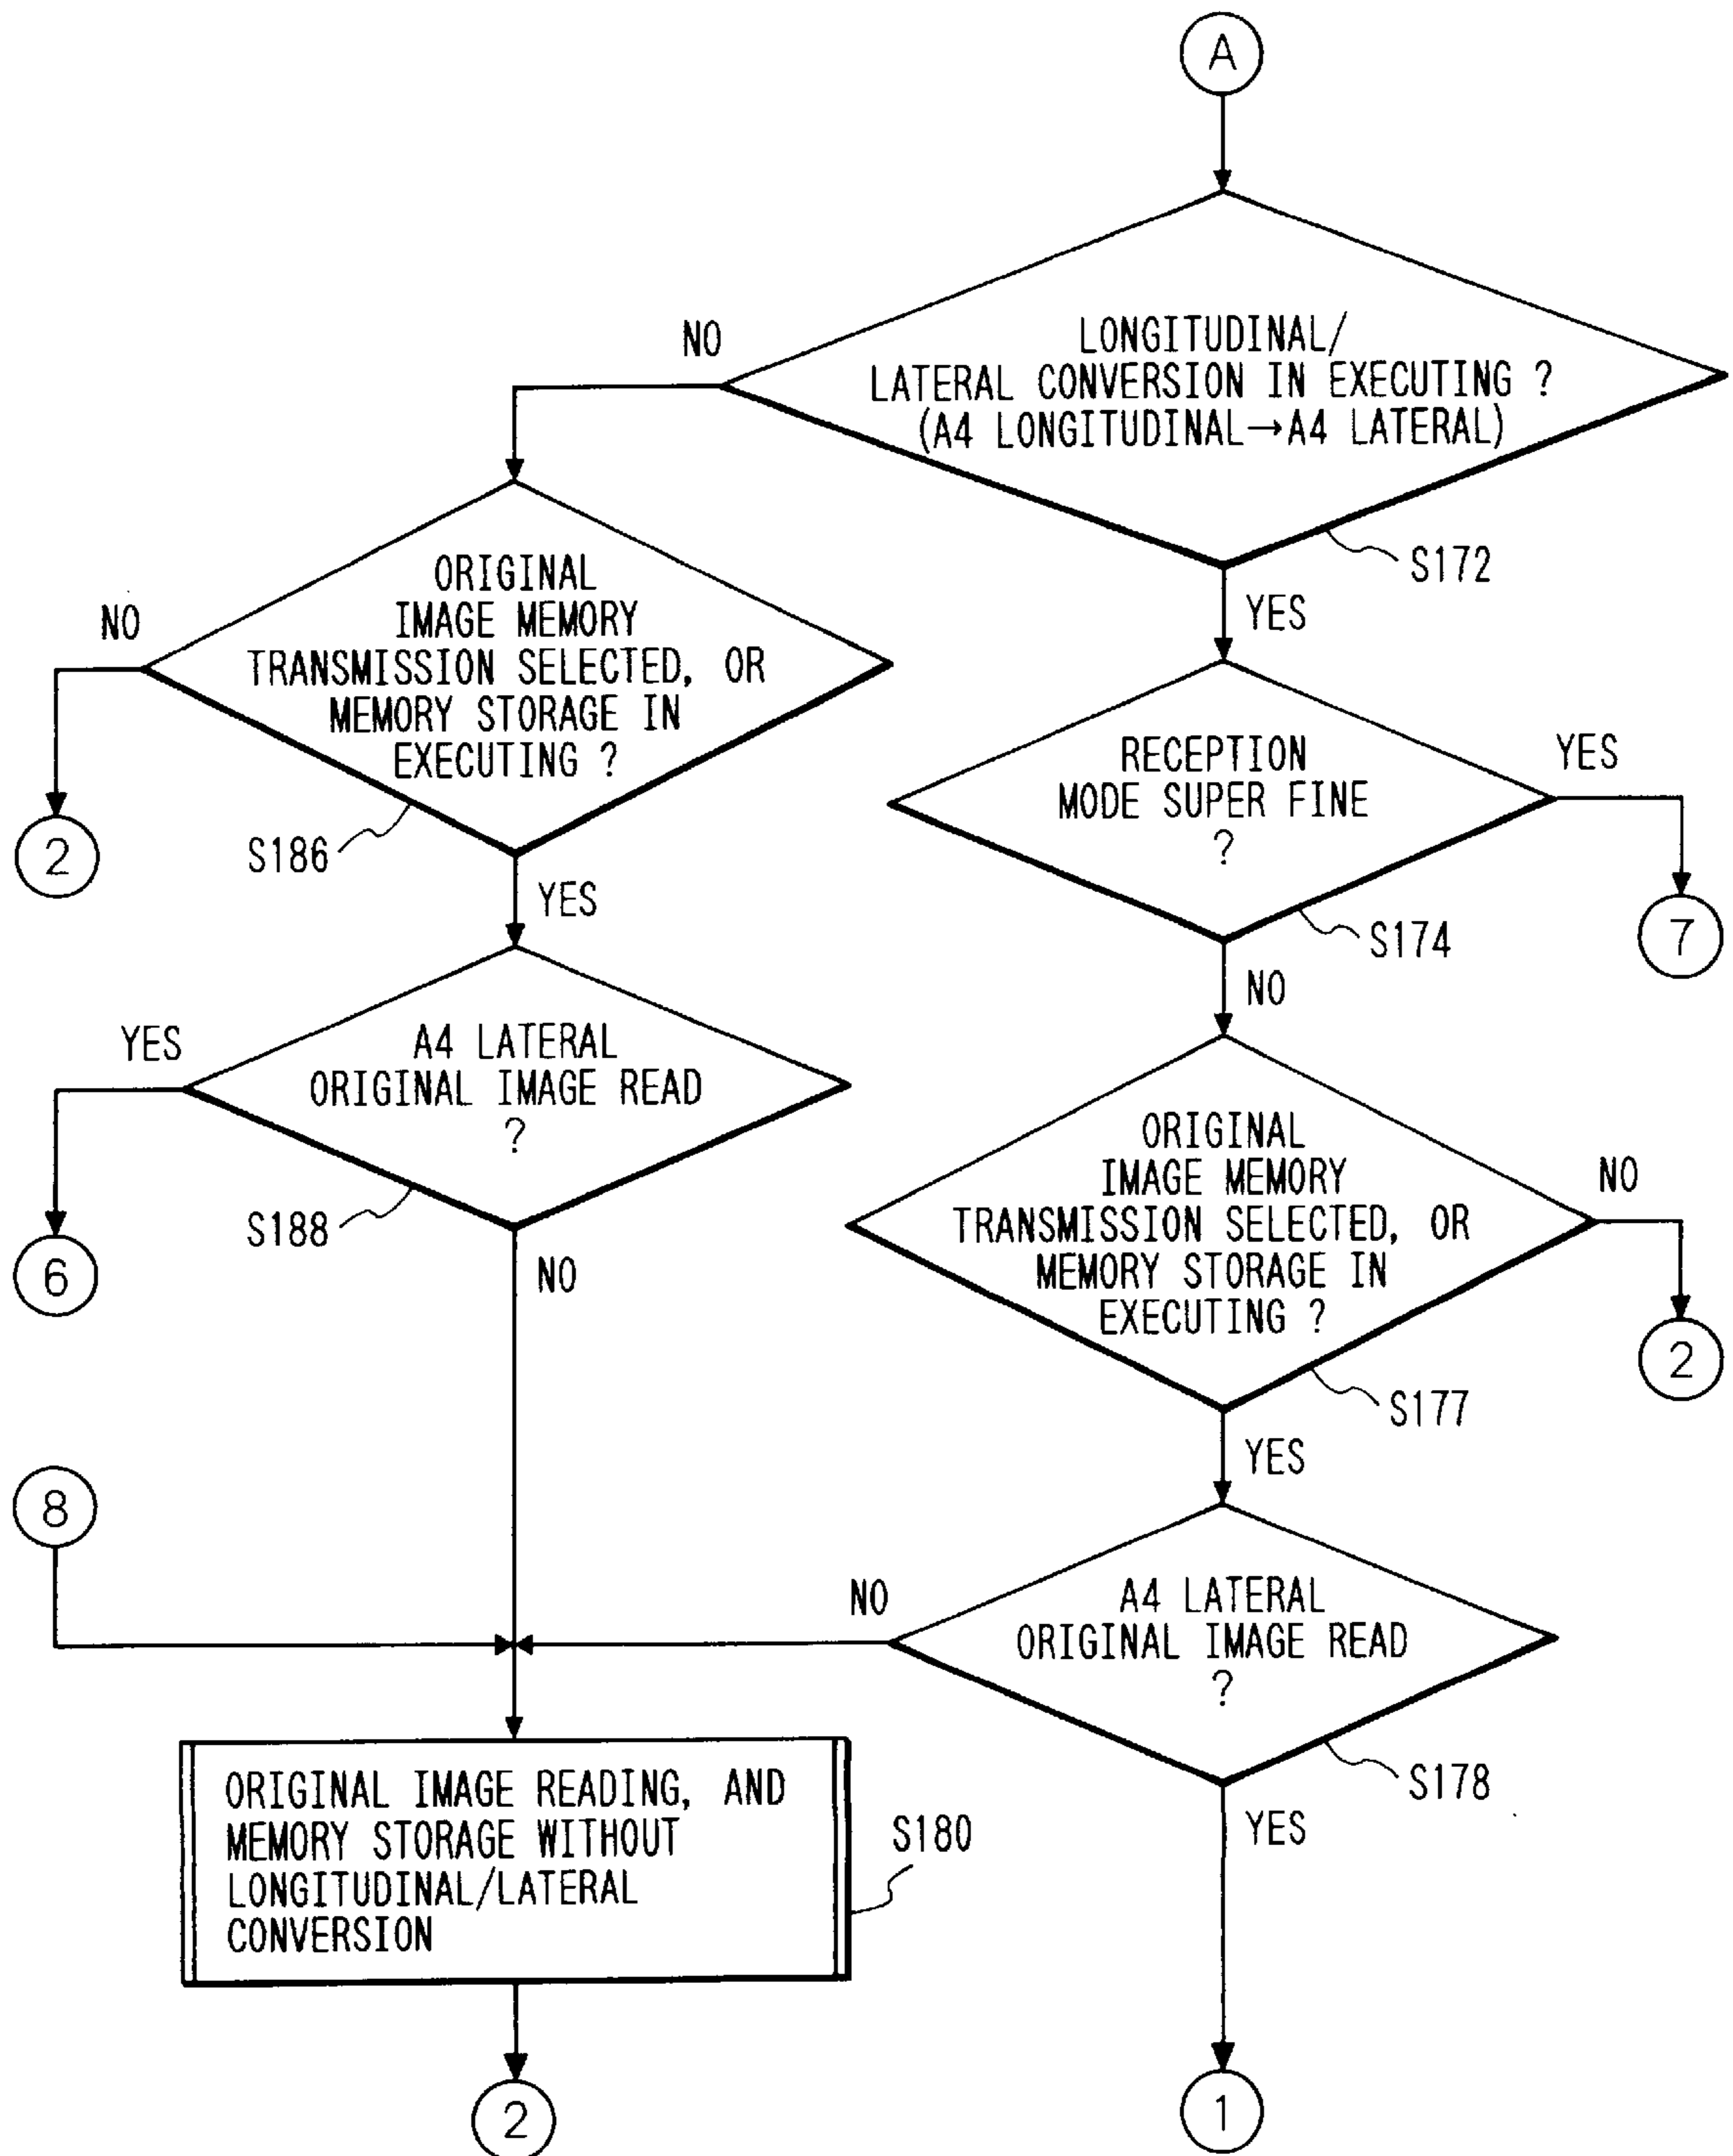 A
LONGITUDINAL/
LATERAL CONVERSION IN EXECUTING ?
(A4 LONGITUDINAL→A4 LATERAL)
NO
S172
YES
ORIGINAL
IMAGE MEMORY
TRANSMISSION SELECTED, OR
MEMORY STORAGE IN
EXECUTING ?
NO
2
S186
YES
RECEPTION
MODE SUPER FINE
?
YES
7
S174
NO
A4 LATERAL
ORIGINAL IMAGE READ
?
YES
6
S188
NO
ORIGINAL
IMAGE MEMORY
TRANSMISSION SELECTED, OR
MEMORY STORAGE IN
EXECUTING ?
NO
2
S177
YES
8
A4 LATERAL
ORIGINAL IMAGE READ
?
NO
S178
YES
ORIGINAL IMAGE READING, AND
MEMORY STORAGE WITHOUT
LONGITUDINAL/LATERAL
CONVERSION
S180
2
1